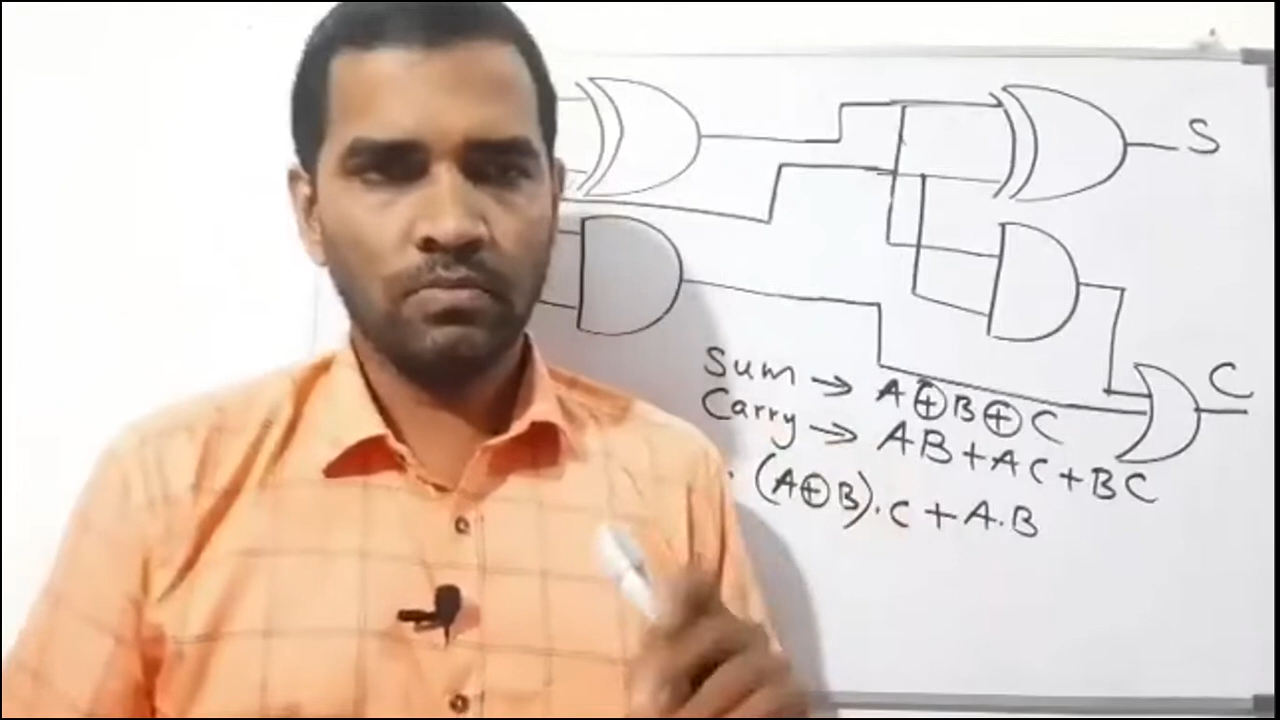 S
C
Sum → A ⊕ B ⊕ C
Carry → AB + AC + BC
(A⊕B).C + A.B